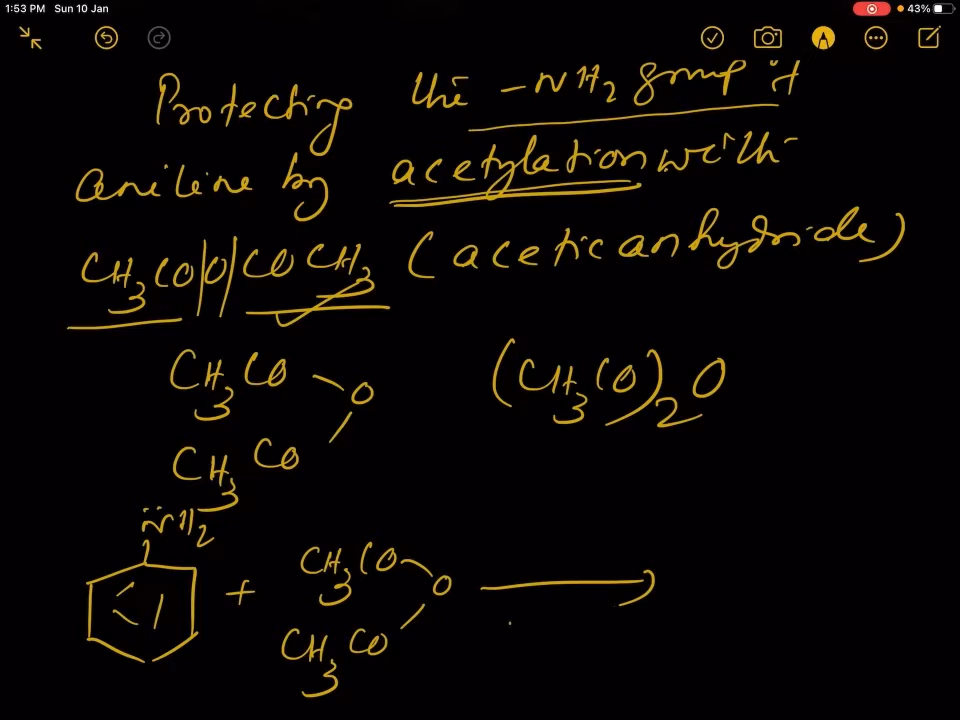 1:53 PM Sun 10 Jan 43%
Protecting the -NH2 group of
aniline by acetylation with
CH3CO|O|COCH3 (acetic anhydride)
CH3CO
O (CH3CO)2O
CH3CO
NH2
CH3CO
+ O
CH3CO